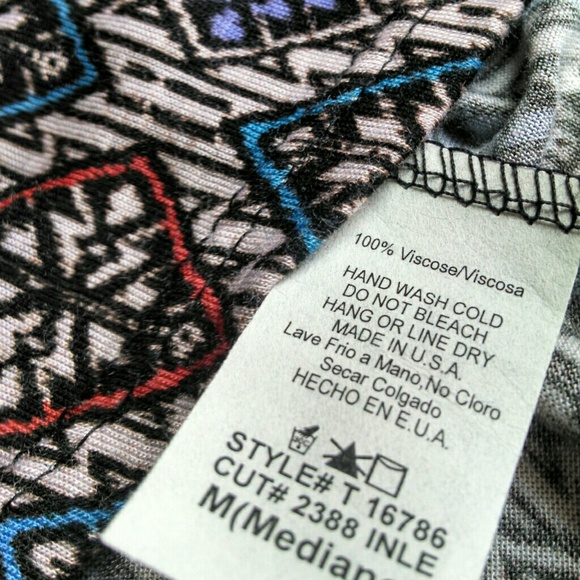 100% Viscose/Viscosa
HAND WASH COLD
DO NOT BLEACH
HANG OR LINE DRY
MADE IN U.S.A.
Lave Frio a Mano,No Cloro
Secar Colgado
HECHO EN E.U.A.
STYLE# T 16786
CUT# 2388 INLE
M(Mediano